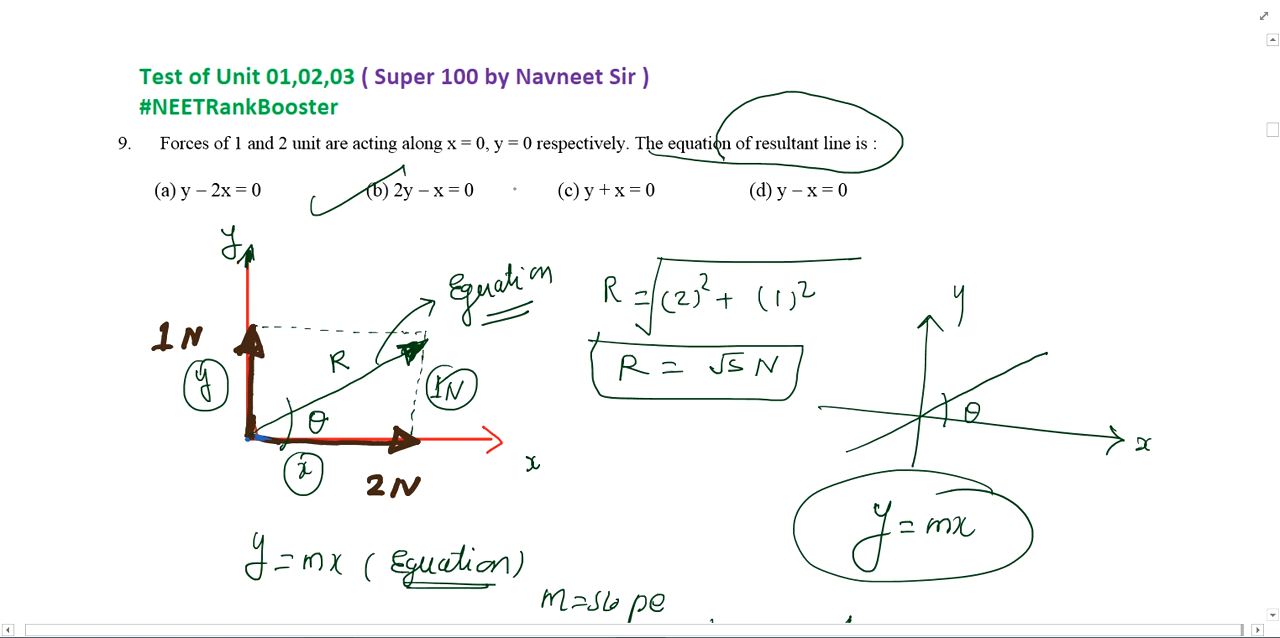 Test of Unit 01,02,03 ( Super 100 by Navneet Sir )
#NEETRankBooster
9. Forces of 1 and 2 unit are acting along x = 0, y = 0 respectively. The equation of resultant line is :
(a) y – 2x = 0 (b) 2y – x = 0 (c) y + x = 0 (d) y – x = 0
y
Equation
R = √(2)² + (1)²
y
1N
R
R = √5 N
y
1N
θ
θ
x
x
x
2N
y = mx
y = mx ( Equation)
m = slope